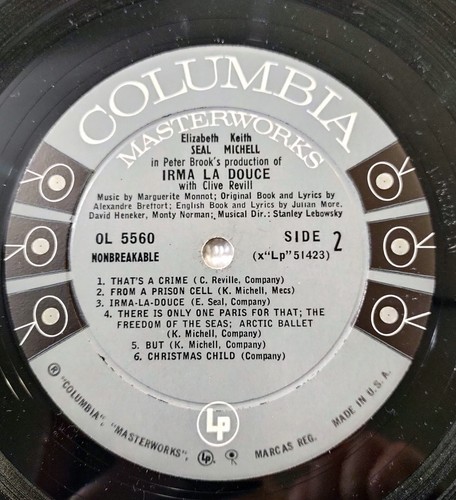 COLUMBIA
MASTERWORKS
Elizabeth Keith
SEAL MICHELL
in Peter Brook's production of
IRMA LA DOUCE
with Clive Revill
Music by Marguerite Monnot; Original Book and Lyrics by
Alexandre Breffort; English Book and Lyrics by Julian More,
David Heneker, Monty Norman; Musical Dir.: Stanley Lebowsky
OL 5560 SIDE 2
NONBREAKABLE (x"Lp"51423)
1. THAT'S A CRIME (C. Reville, Company)
2. FROM A PRISON CELL (K. Michell, Mecs)
3. IRMA-LA-DOUCE (E. Seal, Company)
4. THERE IS ONLY ONE PARIS FOR THAT; THE
FREEDOM OF THE SEAS; ARCTIC BALLET
(K. Michell, Company)
5. BUT (K. Michell, Company)
6. CHRISTMAS CHILD (Company)
Lp
® "COLUMBIA", "MASTERWORKS", Lp, MARCAS REG. MADE IN U.S.A.